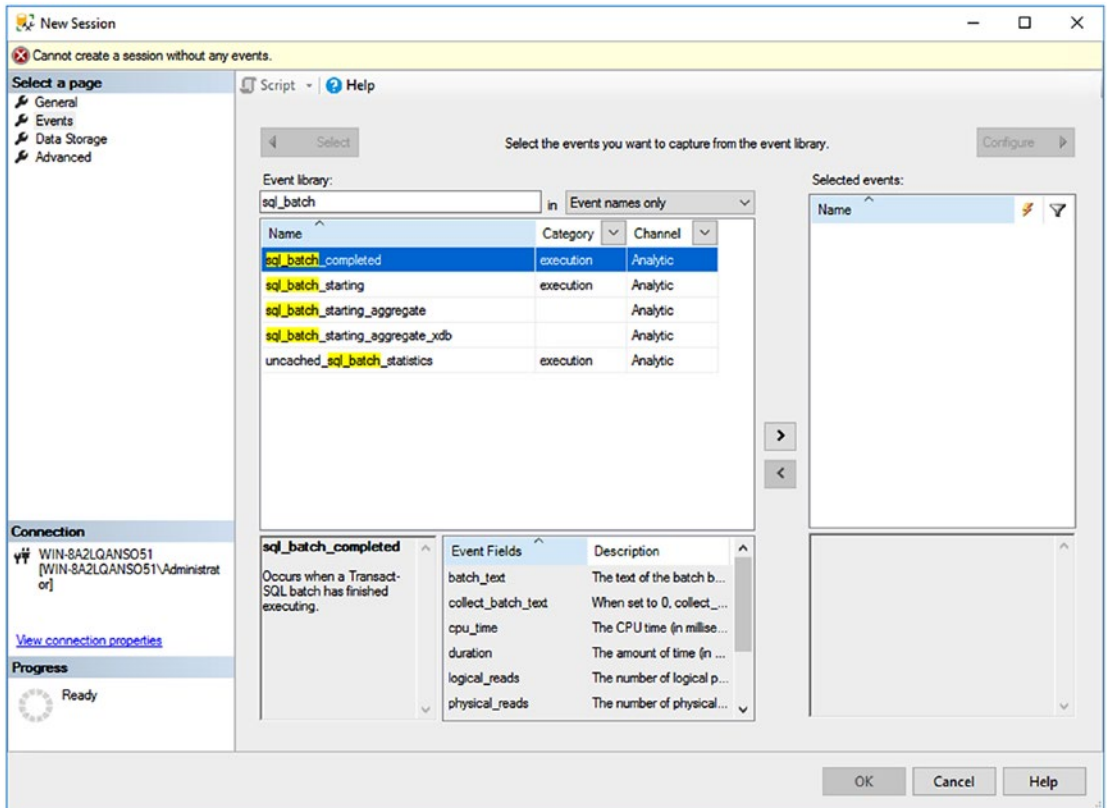 New Session
Cannot create a session without any events.
Select a page
General
Events
Data Storage
Advanced
Script Help
Select Select the events you want to capture from the event library. Configure
Event library:
sql_batch in Event names only
Name Category Channel
sql_batch_completed execution Analytic
sql_batch_starting execution Analytic
sql_batch_starting_aggregate Analytic
sql_batch_starting_aggregate_xdb Analytic
uncached_sql_batch_statistics execution Analytic
Selected events:
Name
Connection
WIN-8A2LQANSO51
[WIN-8A2LQANSO51\Administrat
or]
View connection properties
Progress
Ready
sql_batch_completed
Occurs when a Transact-
SQL batch has finished
executing.
Event Fields Description
batch_text The text of the batch b...
collect_batch_text When set to 0, collect_...
cpu_time The CPU time (in millise...
duration The amount of time (in ...
logical_reads The number of logical p...
physical_reads The number of physical...
OK Cancel Help